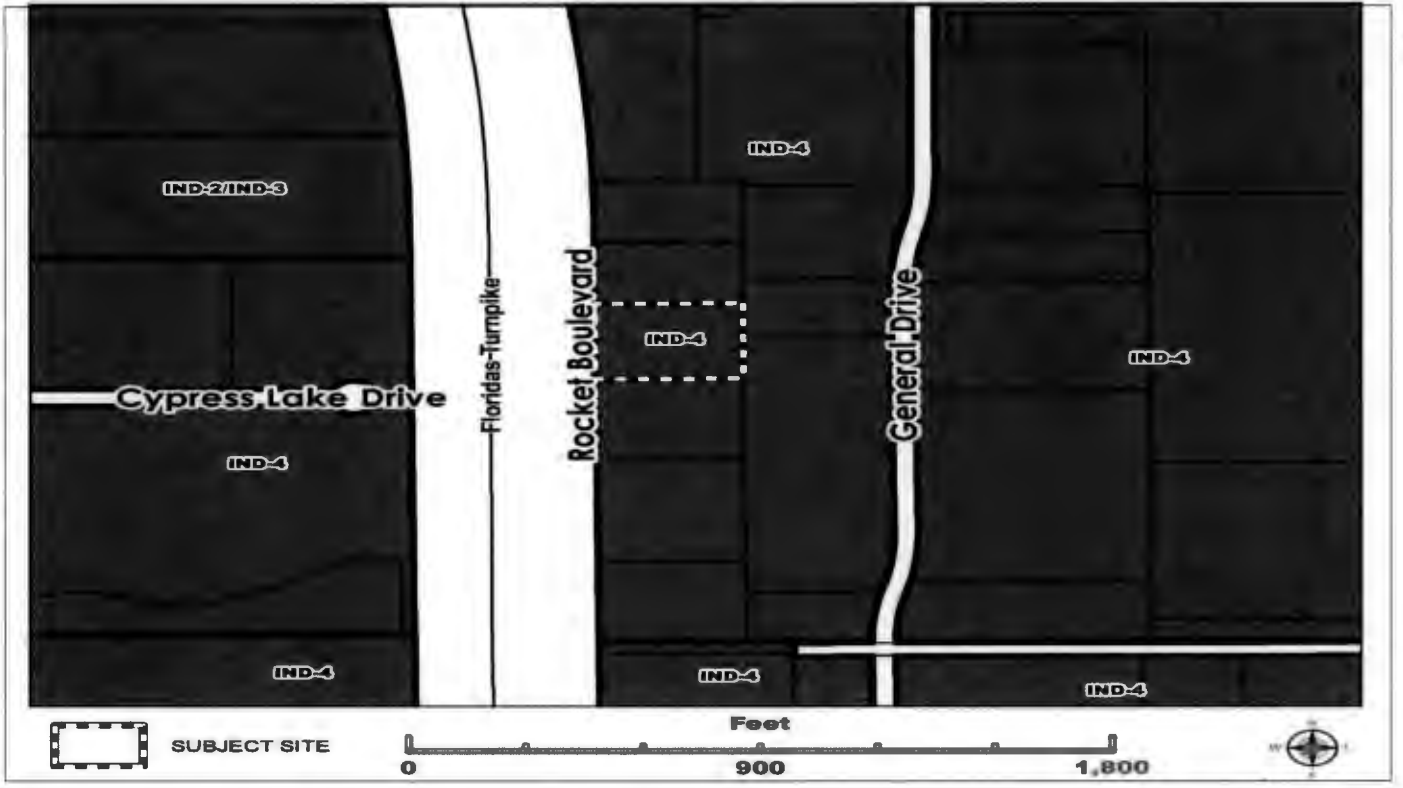 IND-4
IND-2/IND-3
Floridas-Turnpike
Rocket Boulevard
IND-4
General Drive
IND-4
Cypress Lake Drive
IND-4
IND-4
IND-4
IND-4
SUBJECT SITE
Feet
0 900 1,800
W